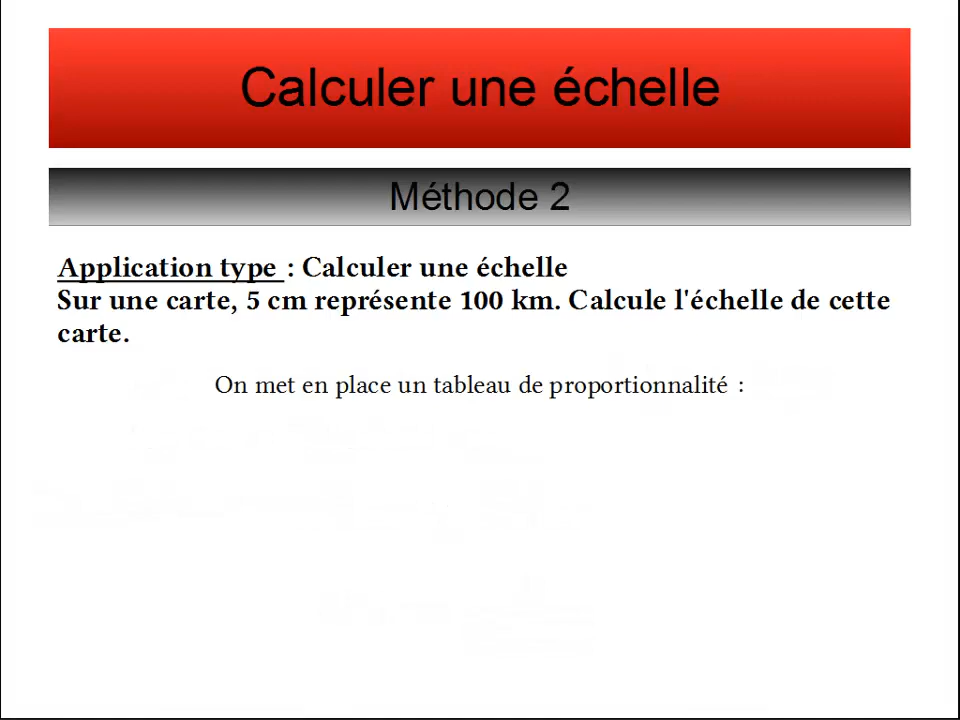 Calculer une échelle
Méthode 2
Application type : Calculer une échelle
Sur une carte, 5 cm représente 100 km. Calcule l'échelle de cette
carte.
On met en place un tableau de proportionnalité :